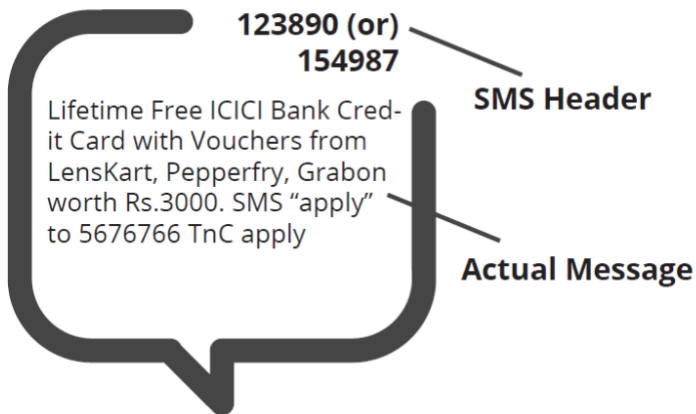 123890 (or)
154987
SMS Header
Lifetime Free ICICI Bank Cred-
it Card with Vouchers from
LensKart, Pepperfry, Grabon
worth Rs.3000. SMS “apply”
to 5676766 TnC apply
Actual Message